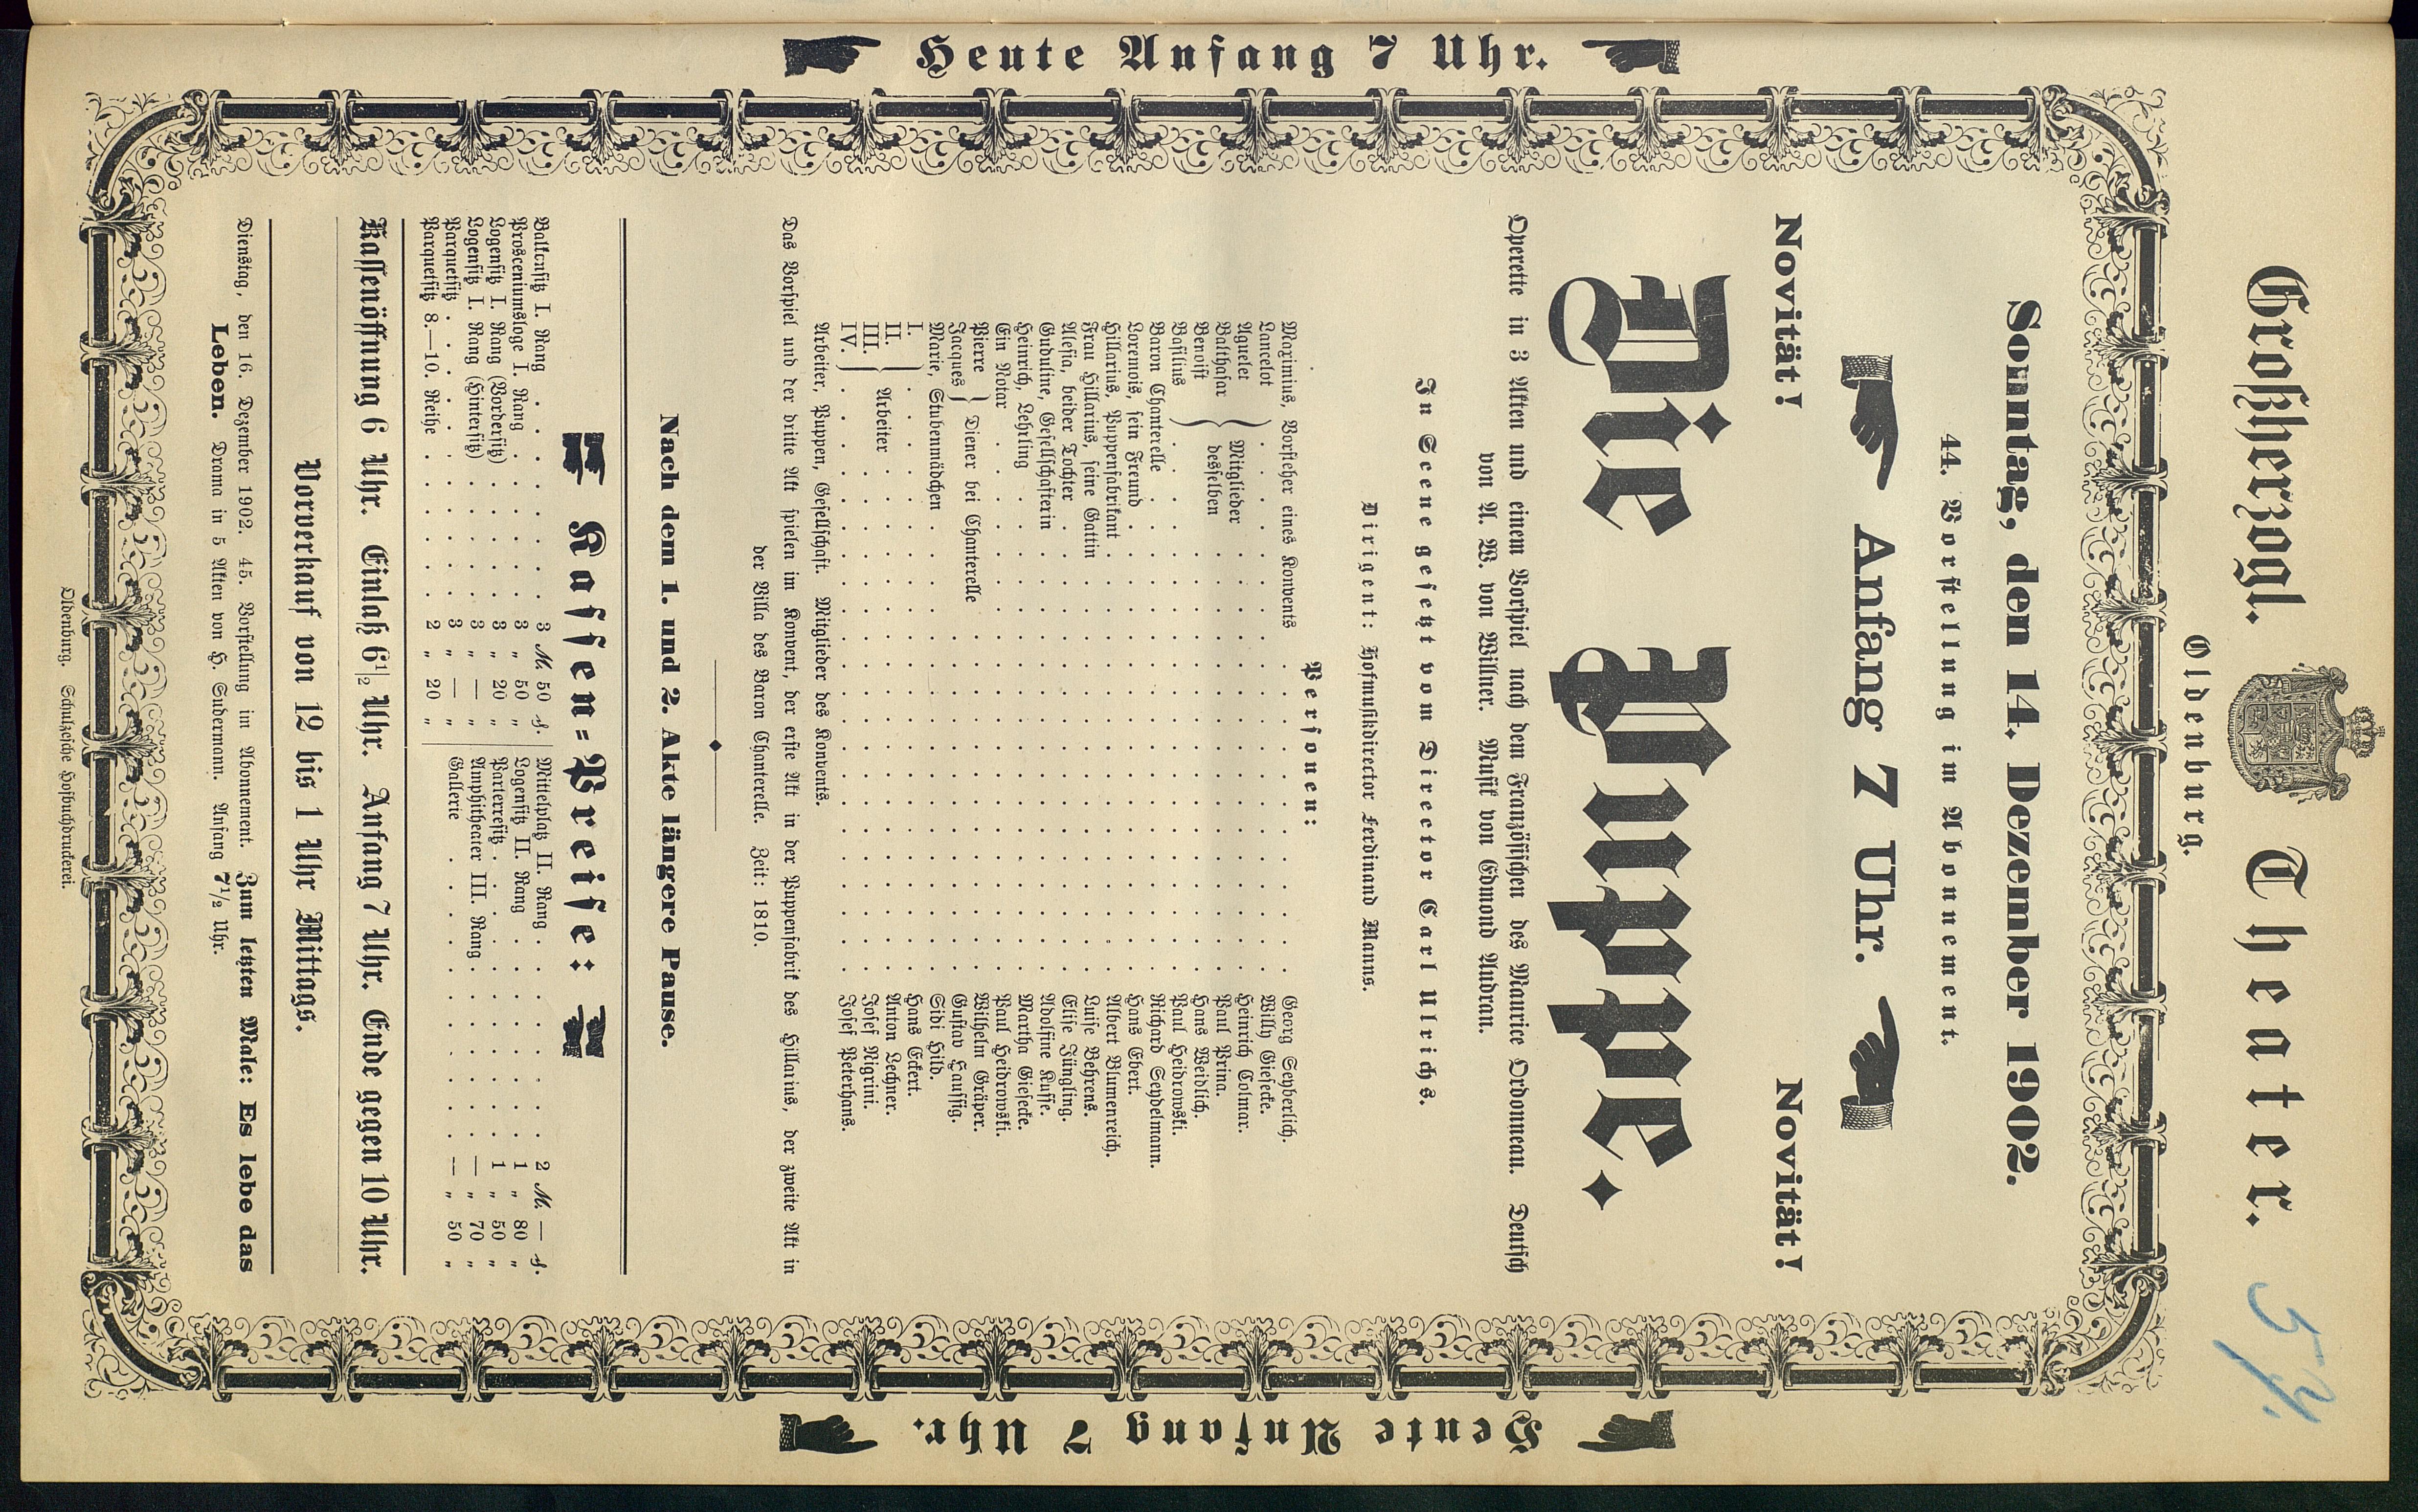 Großherzogl. Theater.
Oldenburg.
Sonntag, den 14. Dezember 1902.
44. Vorstellung im Abonnement.
Anfang 7 Uhr.
Novität! Novität!
Die Puppe.
Operette in 3 Akten und einem Vorspiel nach dem Französischen des Maurice Ordonneau. Deutsch
von A. W. von Willner. Musik von Edmond Audran.
In Scene gesetzt vom Director Carl Ulrichs.
Dirigent: Hofmusikdirector Ferdinand Manns.
Personen:
Maximius, Vorsteher eines Konvents . . . Georg Seyberlich.
Lancelot . . . Willy Giesecke.
Agnelet } Mitglieder . . . Heinrich Colmar.
Balthasar } desselben . . . Paul Prima.
Benoist . . . Hans Weidlich.
Basilius . . . Paul Heidrowski.
Baron Chanterelle . . . Richard Seydelmann.
Loremois, sein Freund . . . Hans Ebert.
Hillarius, Puppenfabrikant . . . Albert Blumenreich.
Frau Hillarius, seine Gattin . . . Luise Behrens.
Alesia, beider Tochter . . . Elise Jüngling.
Guduline, Gesellschafterin . . . Adolfine Kusse.
Heinrich, Lehrling . . . Martha Giesecke.
Ein Notar . . . Paul Heidrowski.
Pierre } Diener bei Chanterelle . . . Wilhelm Gräper.
Jacques } . . . Gustav Haussig.
Marie, Stubenmädchen . . . Sidi Hild.
I. } . . . Hans Eckert.
II. } Arbeiter . . . Anton Lechner.
III. } . . . Josef Nigrini.
IV. } . . . Josef Peterhans.
Arbeiter, Puppen, Gesellschaft. Mitglieder des Konvents.
Das Vorspiel und der dritte Akt spielen im Konvent, der erste Akt in der Puppenfabrik des Hillarius, der zweite Akt in
der Villa des Baron Chanterelle. Zeit: 1810.
Nach dem 1. und 2. Akte längere Pause.
Kassen-Preise:
Balkonsitz I. Rang . . . 3 M. 50 ₰.
Prosceniumsloge I. Rang . . . 3 „ 50 „
Logensitz I. Rang (Vordersitz) . . . 3 „ 20 „
Logensitz I. Rang (Hintersitz) . . . 3 „ — „
Parquetsitz . . . 3 „ — „
Parquetsitz 8.—10. Reihe . . . 2 „ 20 „
Mittelplatz II. Rang . . . 2 M. — ₰.
Logensitz II. Rang . . . 1 „ 80 „
Parterresitz . . . 1 „ 50 „
Amphitheater III. Rang . . . — „ 70 „
Gallerie . . . — „ 50 „
Kassenöffnung 6 Uhr. Einlaß 6 1/2 Uhr. Anfang 7 Uhr. Ende gegen 10 Uhr.
Vorverkauf von 12 bis 1 Uhr Mittags.
Dienstag, den 16. Dezember 1902. 45. Vorstellung im Abonnement. Zum letzten Male: Es lebe das
Leben. Drama in 5 Akten von H. Sudermann. Anfang 7 1/2 Uhr.
Oldenburg. Schulzesche Hofbuchdruckerei.
Heute Anfang 7 Uhr.
Heute Anfang 7 Uhr.